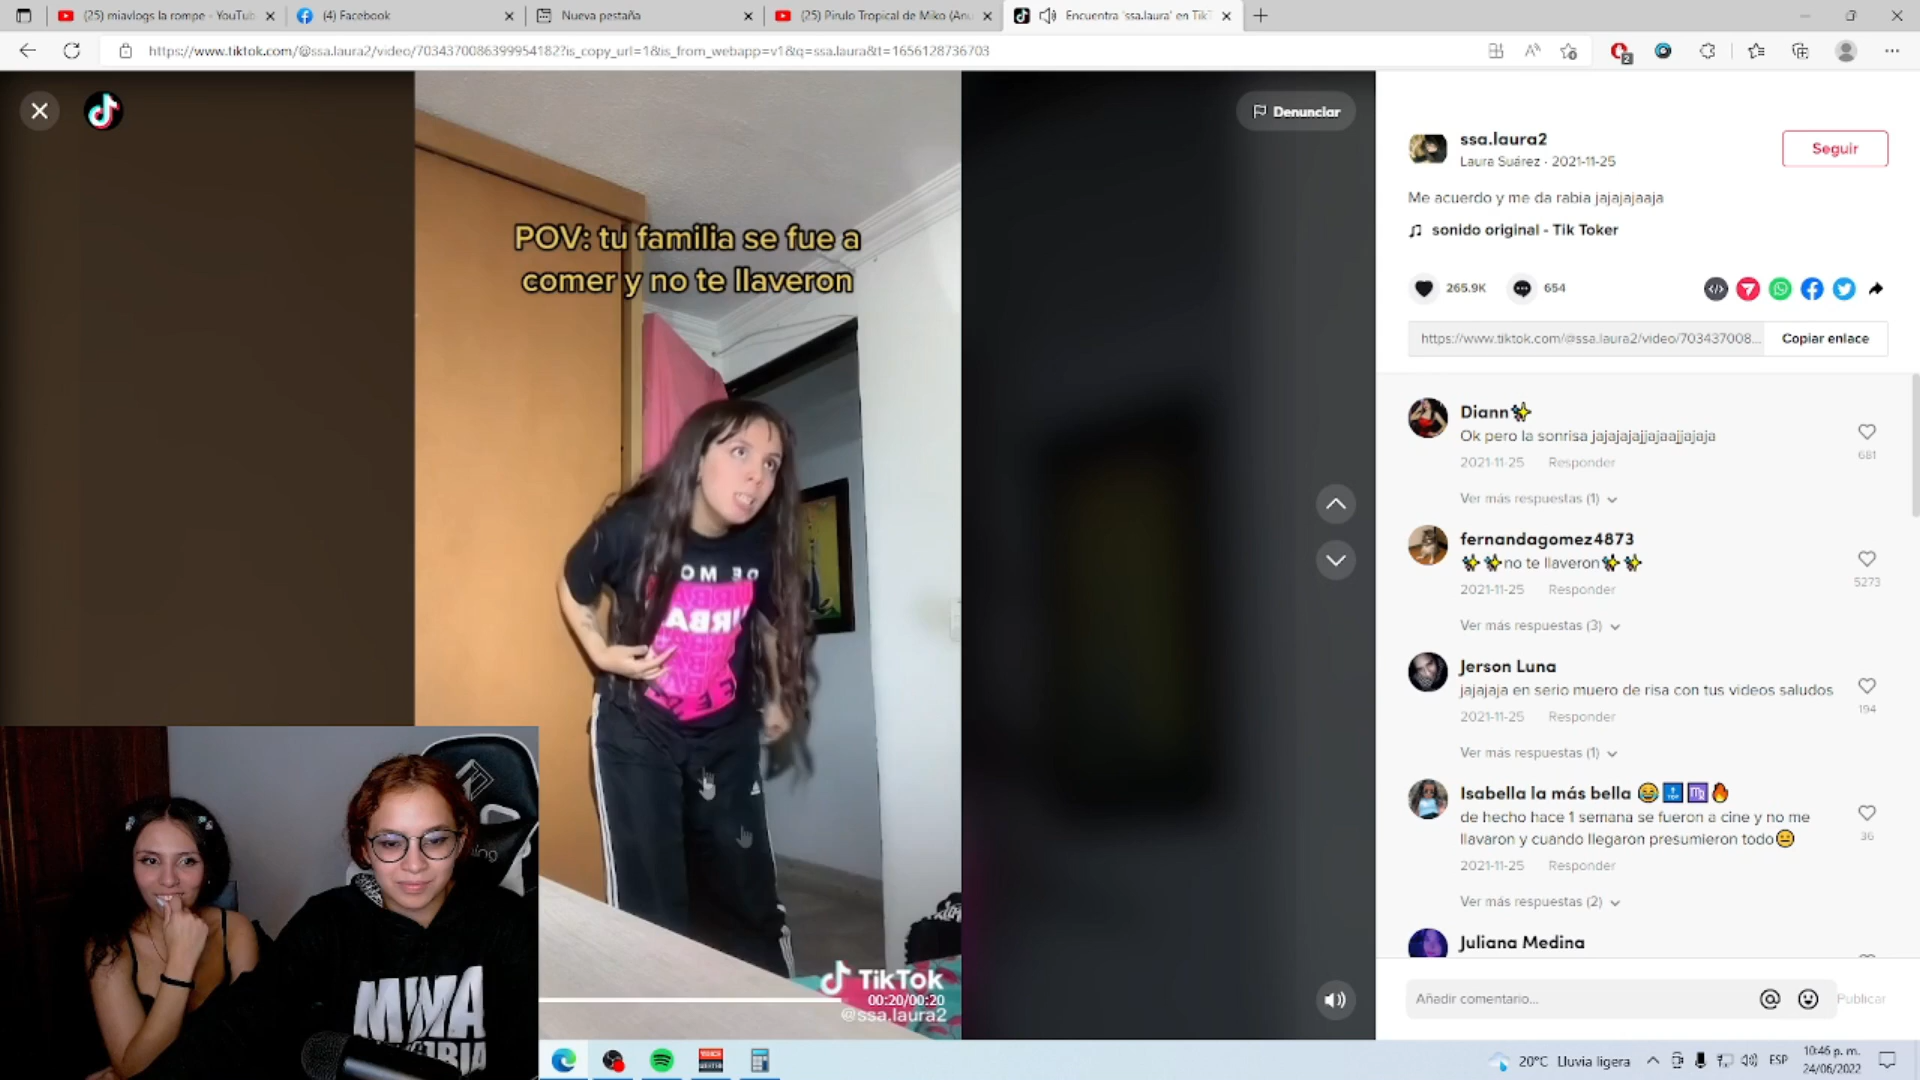 (25) miavlogs la rompe - YouTub
(4) Facebook
Nueva pestaña
(25) Pirulo Tropical de Miko (Anu
Encuentra 'ssa.laura' en TikT
https://www.tiktok.com/@ssa.laura2/video/7034370086399954182?is_copy_url=1&is_from_webapp=v1&q=ssa.laura&t=1656128736703
2
Denunciar
POV: tu familia se fue a
comer y no te llaveron
DE MO
URBA
TikTok
00:20/00:20
@ssa.laura2
ssa.laura2
Laura Suárez · 2021-11-25
Seguir
Me acuerdo y me da rabia jajajajaaja
sonido original - Tik Toker
265.9K
654
https://www.tiktok.com/@ssa.laura2/video/703437008...
Copiar enlace
Diann
Ok pero la sonrisa jajajajajjajaajjajaja
2021-11-25 Responder
681
Ver más respuestas (1)
fernandagomez4873
no te llaveron
2021-11-25 Responder
5273
Ver más respuestas (3)
Jerson Luna
jajajaja en serio muero de risa con tus videos saludos
2021-11-25 Responder
194
Ver más respuestas (1)
Isabella la más bella
de hecho hace 1 semana se fueron a cine y no me
llavaron y cuando llegaron presumieron todo
2021-11-25 Responder
36
Ver más respuestas (2)
Juliana Medina
Añadir comentario...
Publicar
20°C Lluvia ligera
ESP
10:46 p. m.
24/06/2022